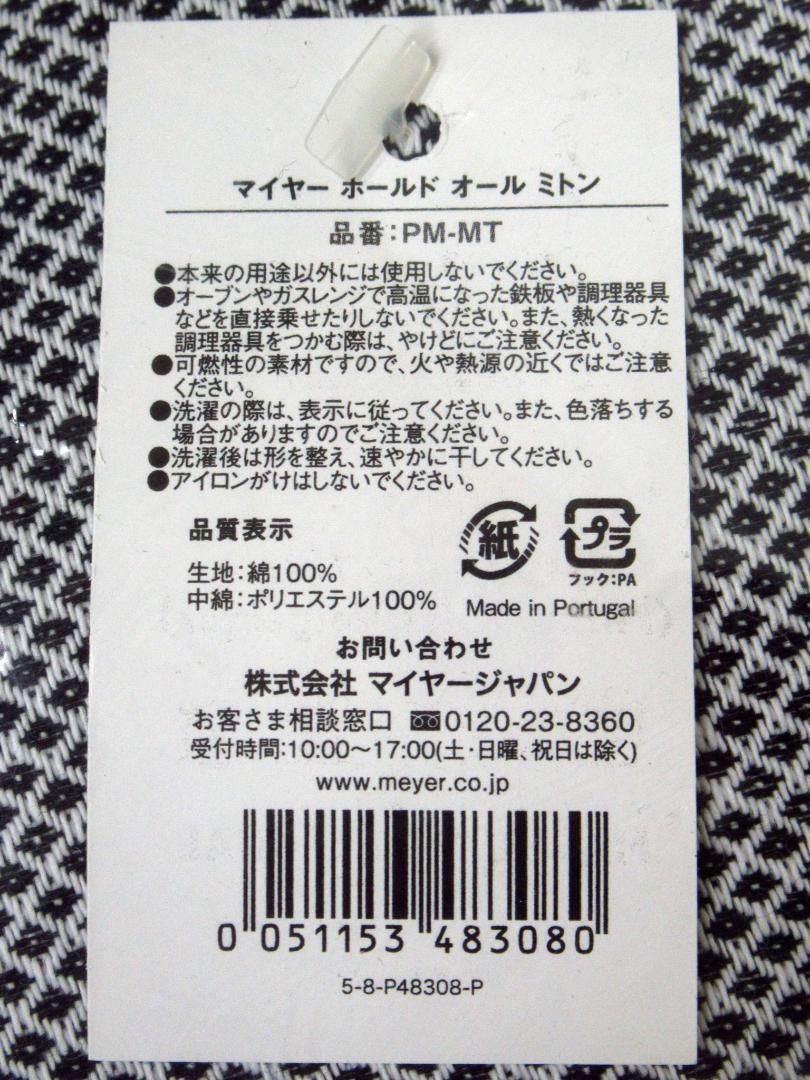 マイヤー ホールド オール ミトン
品番:PM-MT
●本来の用途以外には使用しないでください。
●オーブンやガスレンジで高温になった鉄板や調理器具
などを直接乗せたりしないでください。また、熱くなった
調理器具をつかむ際は、やけどにご注意ください。
●可燃性の素材ですので、火や熱源の近くではご注意
ください。
●洗濯の際は、表示に従ってください。また、色落ちする
場合がありますのでご注意ください。
●洗濯後は形を整え、速やかに干してください。
●アイロンがけはしないでください。
品質表示
紙
プラ
フック:PA
生地:綿100%
中綿:ポリエステル100%
Made in Portugal
お問い合わせ
株式会社 マイヤージャパン
お客さま相談窓口 0120-23-8360
受付時間:10:00〜17:00(土・日曜、祝日は除く)
www.meyer.co.jp
0 051153 483080
5-8-P48308-P